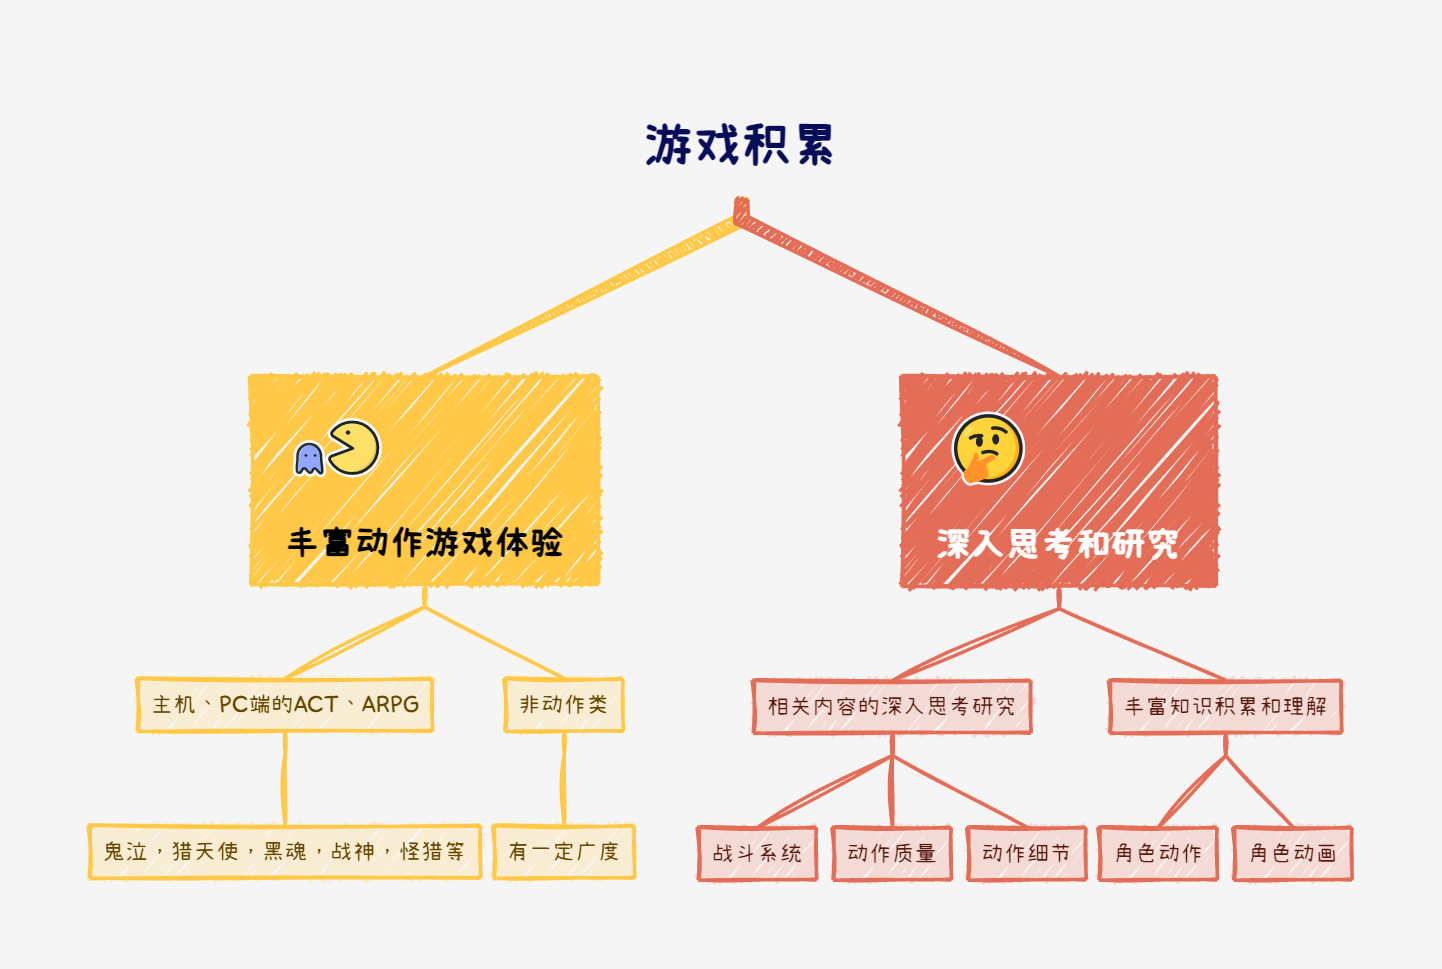 游戏积累
丰富动作游戏体验
深入思考和研究
主机、PC端的ACT、ARPG
非动作类
相关内容的深入思考研究
丰富知识积累和理解
鬼泣，猎天使，黑魂，战神，怪猎等
有一定广度
战斗系统
动作质量
动作细节
角色动作
角色动画